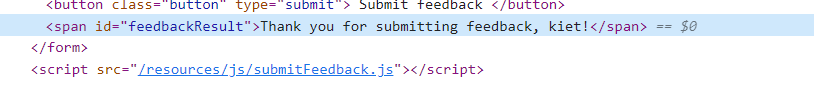 <button class="button" type="submit"> Submit feedback </button>
<span id="feedbackResult">Thank you for submitting feedback, kiet!</span> == $0
</form>
<script src="/resources/js/submitFeedback.js"></script>